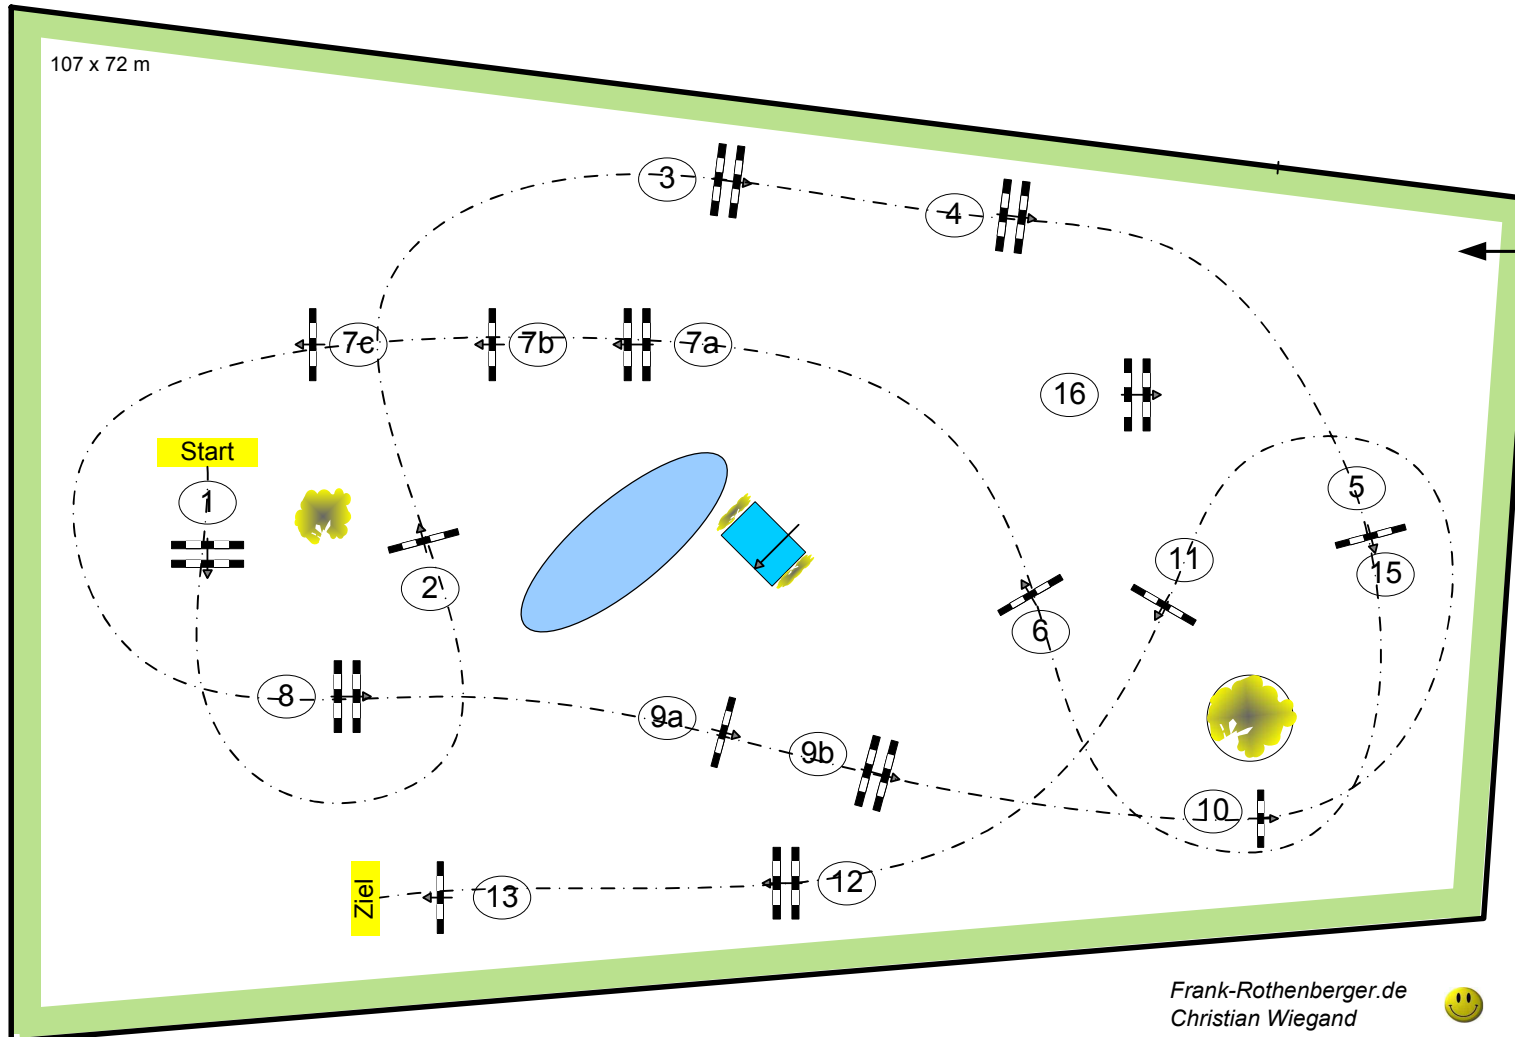 107 x 72 m
3
4
7c
7b
7a
16
Start
1
5
11
15
2
6
8
9a
9b
10
Ziel
13
12
Frank-Rothenberger.de
Christian Wiegand